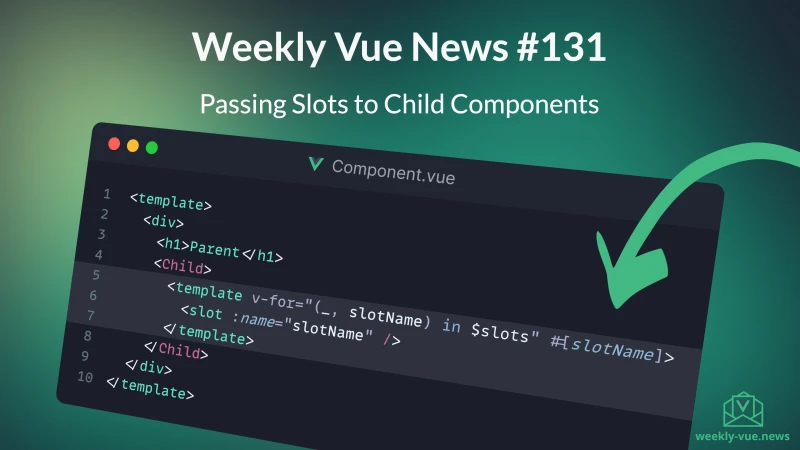 Weekly Vue News #131
Passing Slots to Child Components
Component.vue
1 <template>
2 <div>
3 <h1>Parent</h1>
4 <Child>
5 <template v-for="(_, slotName) in $slots" #[slotName]>
6 <slot :name="slotName" />
7 </template>
8 </Child>
9 </div>
10 </template>
weekly-vue.news